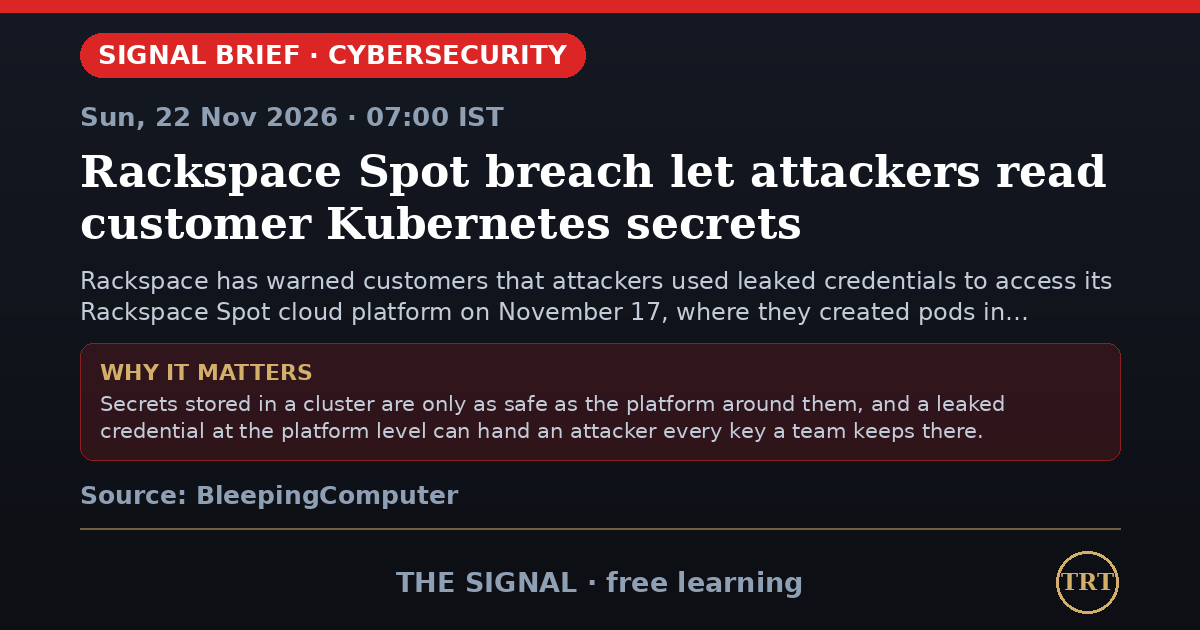 SIGNAL BRIEF · CYBERSECURITY
Sun, 22 Nov 2026 · 07:00 IST
Rackspace Spot breach let attackers read
customer Kubernetes secrets
Rackspace has warned customers that attackers used leaked credentials to access its
Rackspace Spot cloud platform on November 17, where they created pods in…
WHY IT MATTERS
Secrets stored in a cluster are only as safe as the platform around them, and a leaked
credential at the platform level can hand an attacker every key a team keeps there.
Source: BleepingComputer
THE SIGNAL · free learning
TRT